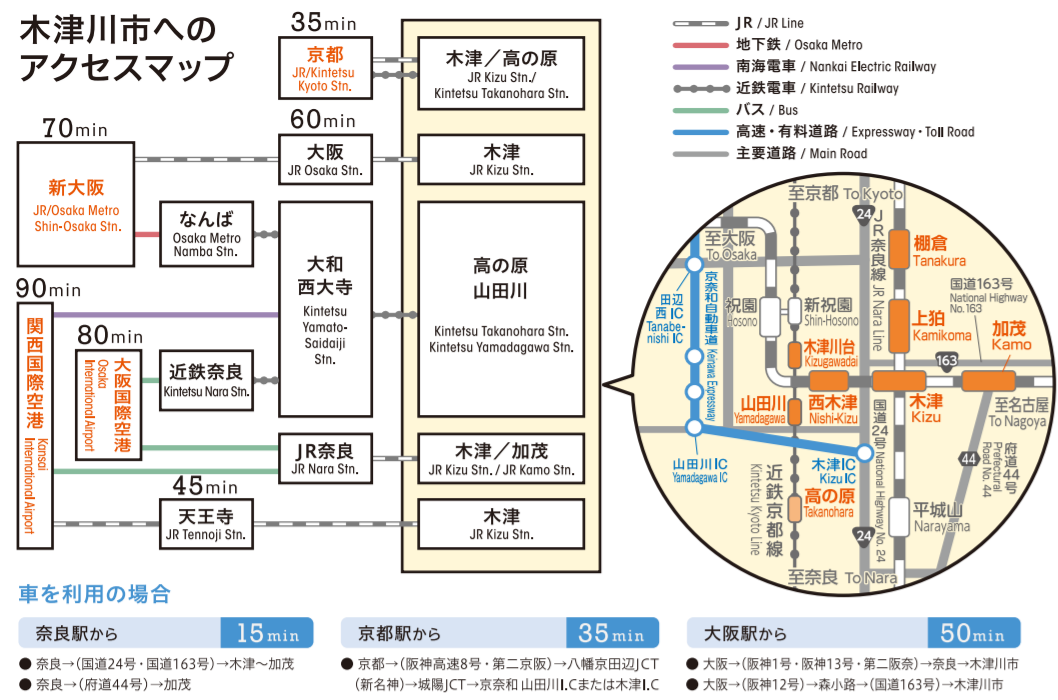 木津川市への
アクセスマップ
35min
京都
JR/Kintetsu
Kyoto Stn.
木津／高の原
JR Kizu Stn./
Kintetsu Takanohara Stn.
60min
大阪
JR Osaka Stn.
木津
JR Kizu Stn.
70min
新大阪
JR/Osaka Metro
Shin-Osaka Stn.
なんば
Osaka Metro
Namba Stn.
大和
西大寺
Kintetsu
Yamato-
Saidaiji
Stn.
高の原
山田川
Kintetsu Takanohara Stn.
Kintetsu Yamadagawa Stn.
90min
関西国際空港
Kansai
International Airport
80min
大阪国際空港
Osaka
International Airport
近鉄奈良
Kintetsu Nara Stn.
JR奈良
JR Nara Stn.
木津／加茂
JR Kizu Stn. / JR Kamo Stn.
45min
天王寺
JR Tennoji Stn.
木津
JR Kizu Stn.
JR / JR Line
地下鉄 / Osaka Metro
南海電車 / Nankai Electric Railway
近鉄電車 / Kintetsu Railway
バス / Bus
高速・有料道路 / Expressway・Toll Road
主要道路 / Main Road
至京都 To Kyoto
24
至大阪
To Osaka
JR奈良線 JR Nara Line
棚倉
Tanakura
田辺
西IC
Tanabe-
nishi IC
京奈和自動車道 Keinawa Expressway
祝園
Hosono
新祝園
Shin-Hosono
国道163号
National Highway
No. 163
上狛
Kamikoma
加茂
Kamo
木津川台
Kizugawadai
163
山田川
Yamadagawa
西木津
Nishi-Kizu
木津
Kizu
至名古屋
To Nagoya
山田川IC
Yamadagawa IC
木津IC
Kizu IC
国道24号 National Highway No. 24
44
府道44号
Prefectural
Road No. 44
近鉄京都線
Kintetsu Kyoto Line
高の原
Takanohara
平城山
Narayama
24
至奈良 To Nara
車を利用の場合
奈良駅から 15min
● 奈良→(国道24号・国道163号)→木津〜加茂
● 奈良→(府道44号)→加茂
京都駅から 35min
● 京都→(阪神高速8号・第二京阪)→八幡京田辺JCT
(新名神)→城陽JCT→京奈和 山田川I.Cまたは木津I.C
大阪駅から 50min
● 大阪→(阪神1号・阪神13号・第二阪奈)→奈良→木津川市
● 大阪→(阪神12号)→森小路→(国道163号)→木津川市